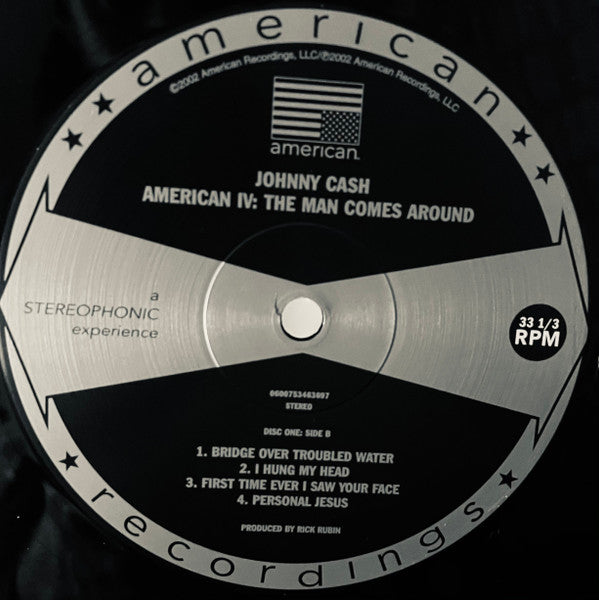 american
©2002 American Recordings, LLC/℗2002 American Recordings, LLC
american
JOHNNY CASH
AMERICAN IV: THE MAN COMES AROUND
a
STEREOPHONIC
experience
33 1/3
RPM
0600753463697
STEREO
DISC ONE: SIDE B
1. BRIDGE OVER TROUBLED WATER
2. I HUNG MY HEAD
3. FIRST TIME EVER I SAW YOUR FACE
4. PERSONAL JESUS
PRODUCED BY RICK RUBIN
recordings